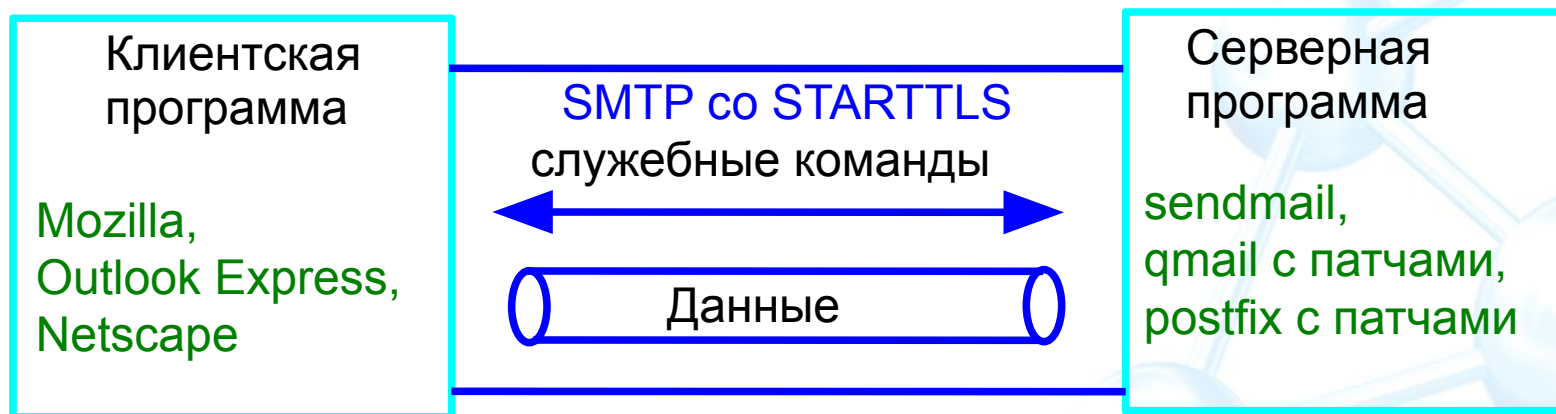 Клиентская
программа
Mozilla,
Outlook Express,
Netscape
SMTP со STARTTLS
служебные команды
Данные
Серверная
программа
sendmail,
qmail с патчами,
postfix с патчами